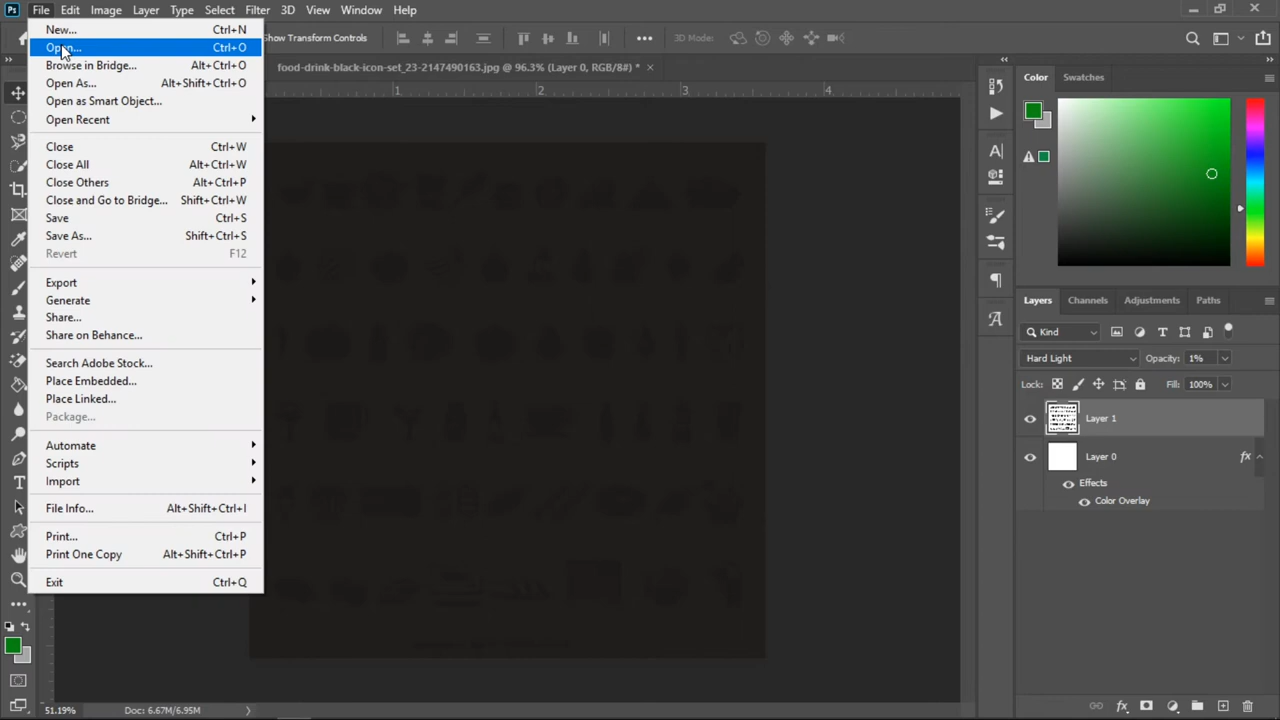 Ps File Edit Image Layer Type Select Filter 3D View Window Help
New... Ctrl+N
Open... Ctrl+O
Browse in Bridge... Alt+Ctrl+O
Open As... Alt+Shift+Ctrl+O
Open as Smart Object...
Open Recent
Close Ctrl+W
Close All Alt+Ctrl+W
Close Others Alt+Ctrl+P
Close and Go to Bridge... Shift+Ctrl+W
Save Ctrl+S
Save As... Shift+Ctrl+S
Revert F12
Export
Generate
Share...
Share on Behance...
Search Adobe Stock...
Place Embedded...
Place Linked...
Package...
Automate
Scripts
Import
File Info... Alt+Shift+Ctrl+I
Print... Ctrl+P
Print One Copy Alt+Shift+Ctrl+P
Exit Ctrl+Q
Show Transform Controls
3D Mode:
food-drink-black-icon-set_23-2147490163.jpg @ 96.3% (Layer 0, RGB/8#) *
1 2 3 4
Color Swatches
Layers Channels Adjustments Paths
Kind
Hard Light Opacity: 1%
Lock: Fill: 100%
Layer 1
Layer 0 fx
Effects
Color Overlay
51.19% Doc: 6.67M/6.95M
fx